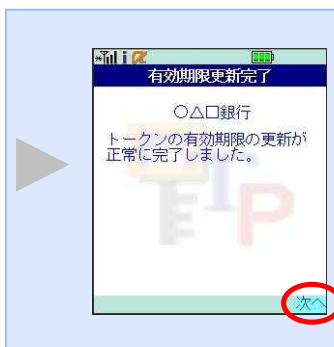 有効期限更新完了
○△□銀行
トークンの有効期限の更新が
正常に完了しました。
次へ